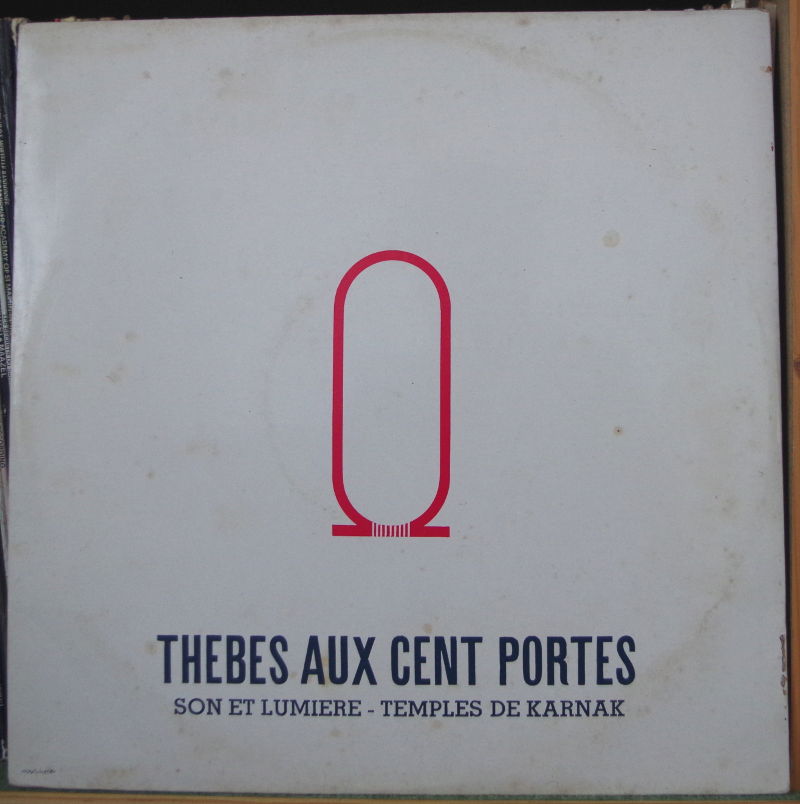 THEBES AUX CENT PORTES
SON ET LUMIERE - TEMPLES DE KARNAK